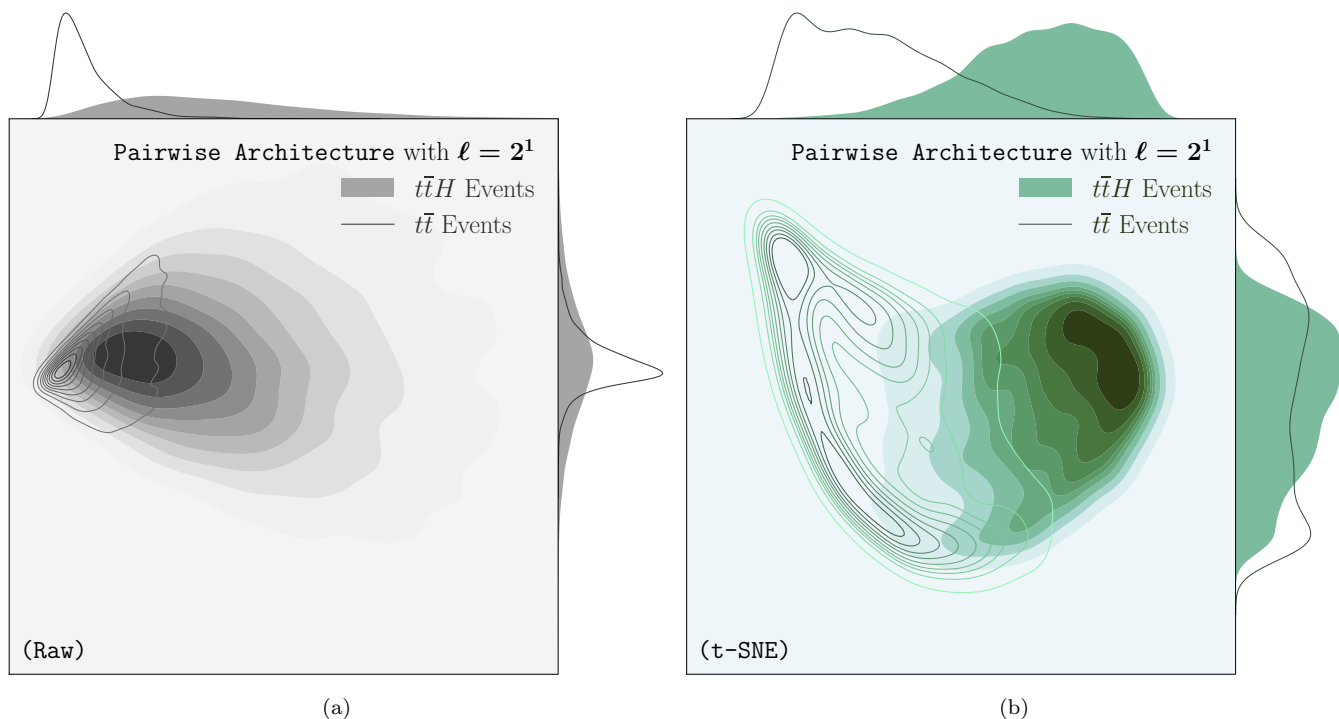 Pairwise Architecture with ℓ = 2¹
tt̄H Events
tt̄ Events
(Raw)
(a)
Pairwise Architecture with ℓ = 2¹
tt̄H Events
tt̄ Events
(t-SNE)
(b)